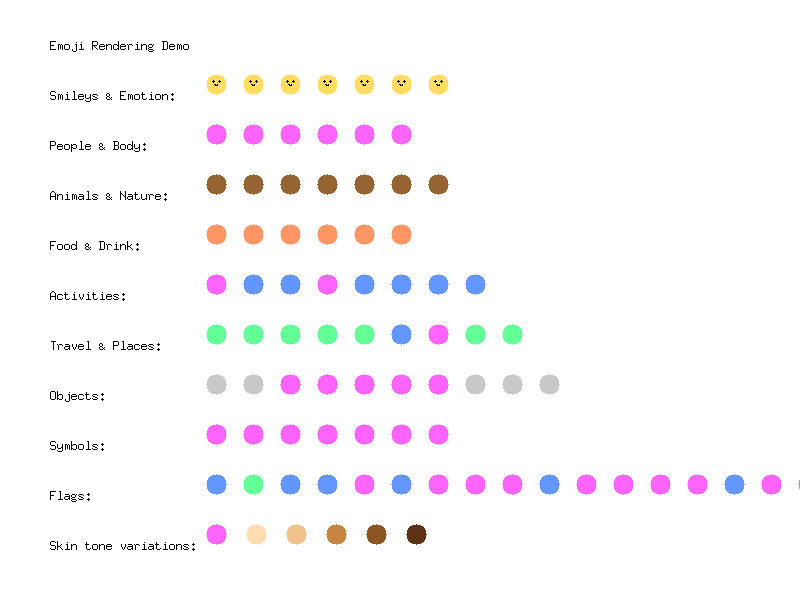 Emoji Rendering Demo
Smileys & Emotion:
People & Body:
Animals & Nature:
Food & Drink:
Activities:
Travel & Places:
Objects:
Symbols:
Flags:
Skin tone variations: